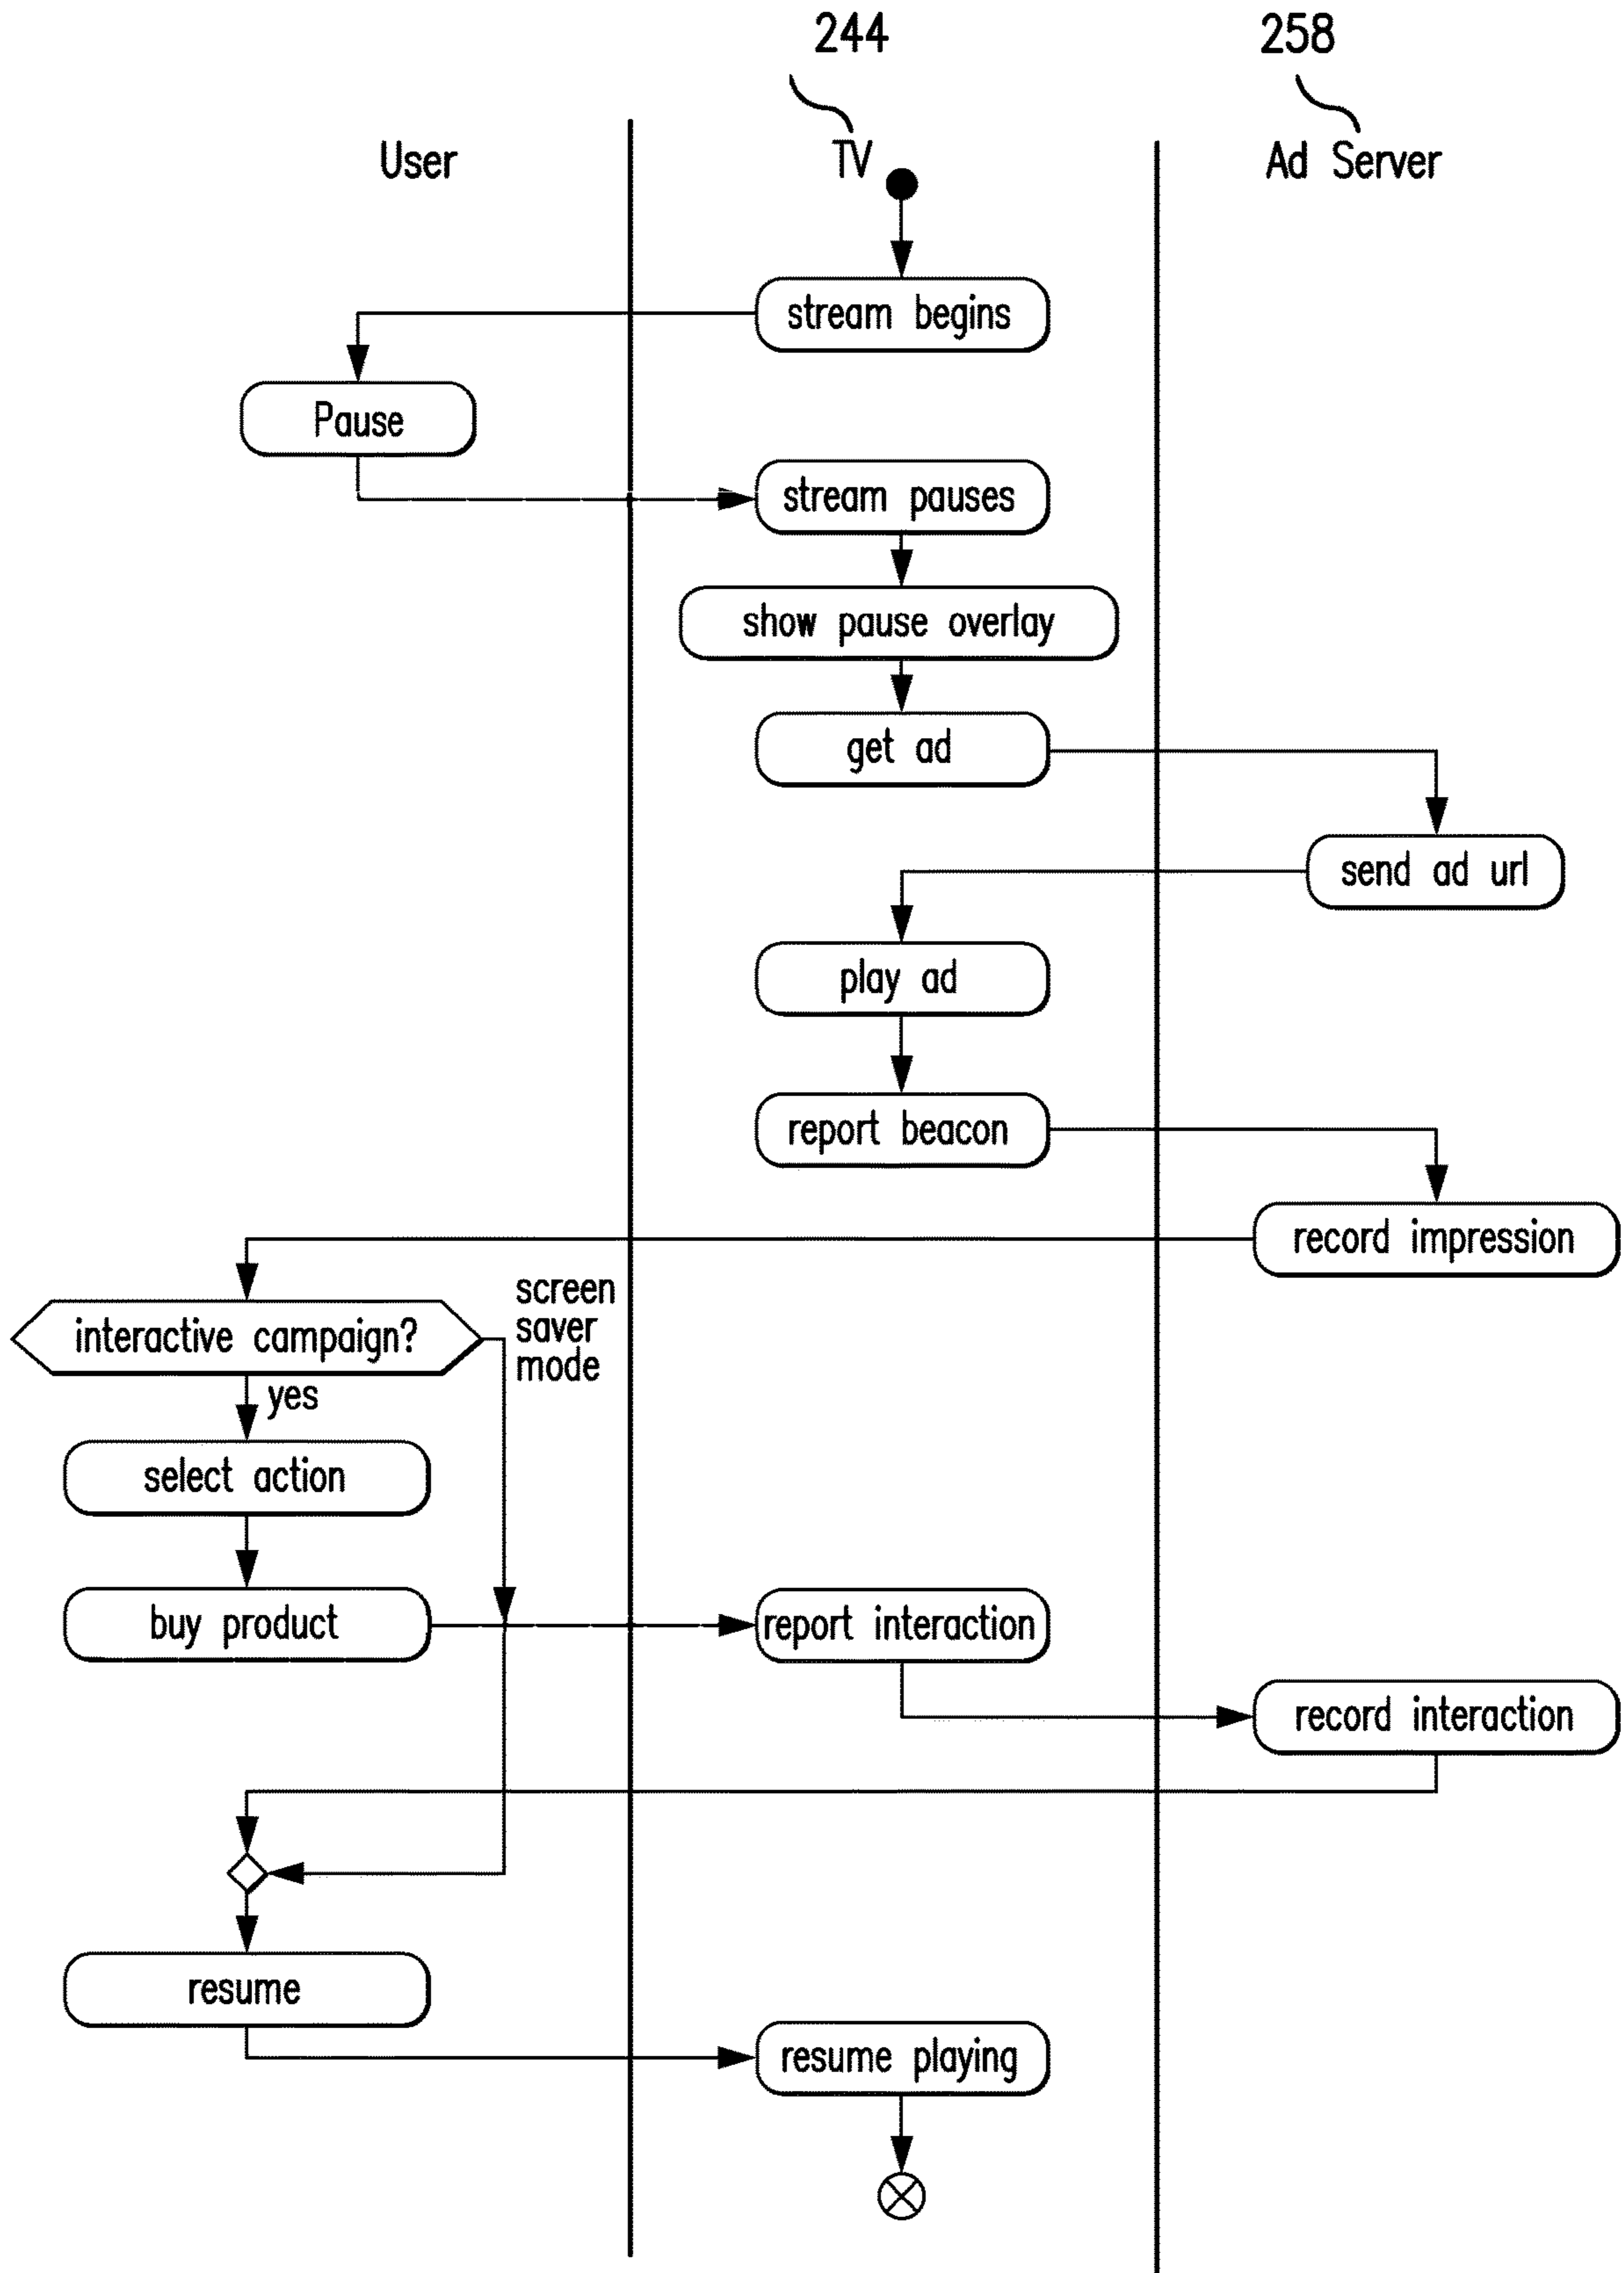 244
258
User
TV
Ad Server
stream begins
Pause
stream pauses
show pause overlay
get ad
send ad url
play ad
report beacon
record impression
interactive campaign?
screen
saver
mode
yes
select action
buy product
report interaction
record interaction
resume
resume playing